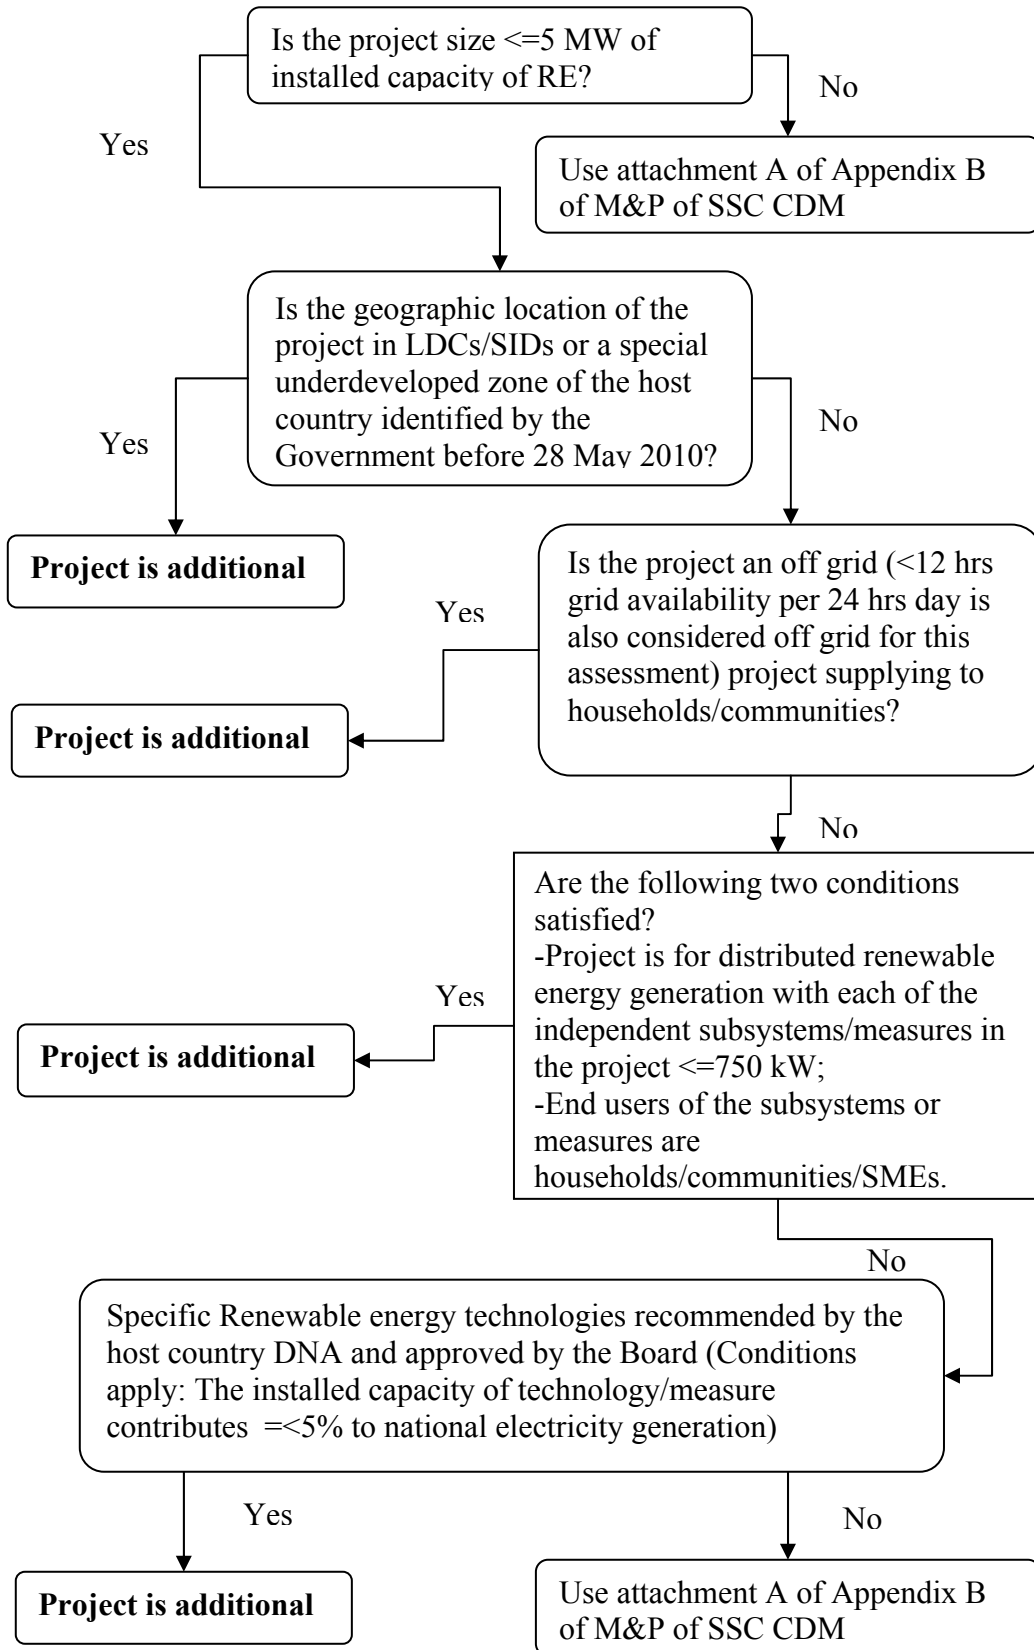 Is the project size <=5 MW of
installed capacity of RE?
No
Yes
Use attachment A of Appendix B
of M&P of SSC CDM
Is the geographic location of the
project in LDCs/SIDs or a special
underdeveloped zone of the host
country identified by the
Government before 28 May 2010?
Yes
No
Project is additional
Is the project an off grid (<12 hrs
grid availability per 24 hrs day is
also considered off grid for this
assessment) project supplying to
households/communities?
Yes
Project is additional
No
Are the following two conditions
satisfied?
-Project is for distributed renewable
energy generation with each of the
independent subsystems/measures in
the project <=750 kW;
-End users of the subsystems or
measures are
households/communities/SMEs.
Yes
Project is additional
No
Specific Renewable energy technologies recommended by the
host country DNA and approved by the Board (Conditions
apply: The installed capacity of technology/measure
contributes  =<5% to national electricity generation)
Yes
No
Project is additional
Use attachment A of Appendix B
of M&P of SSC CDM